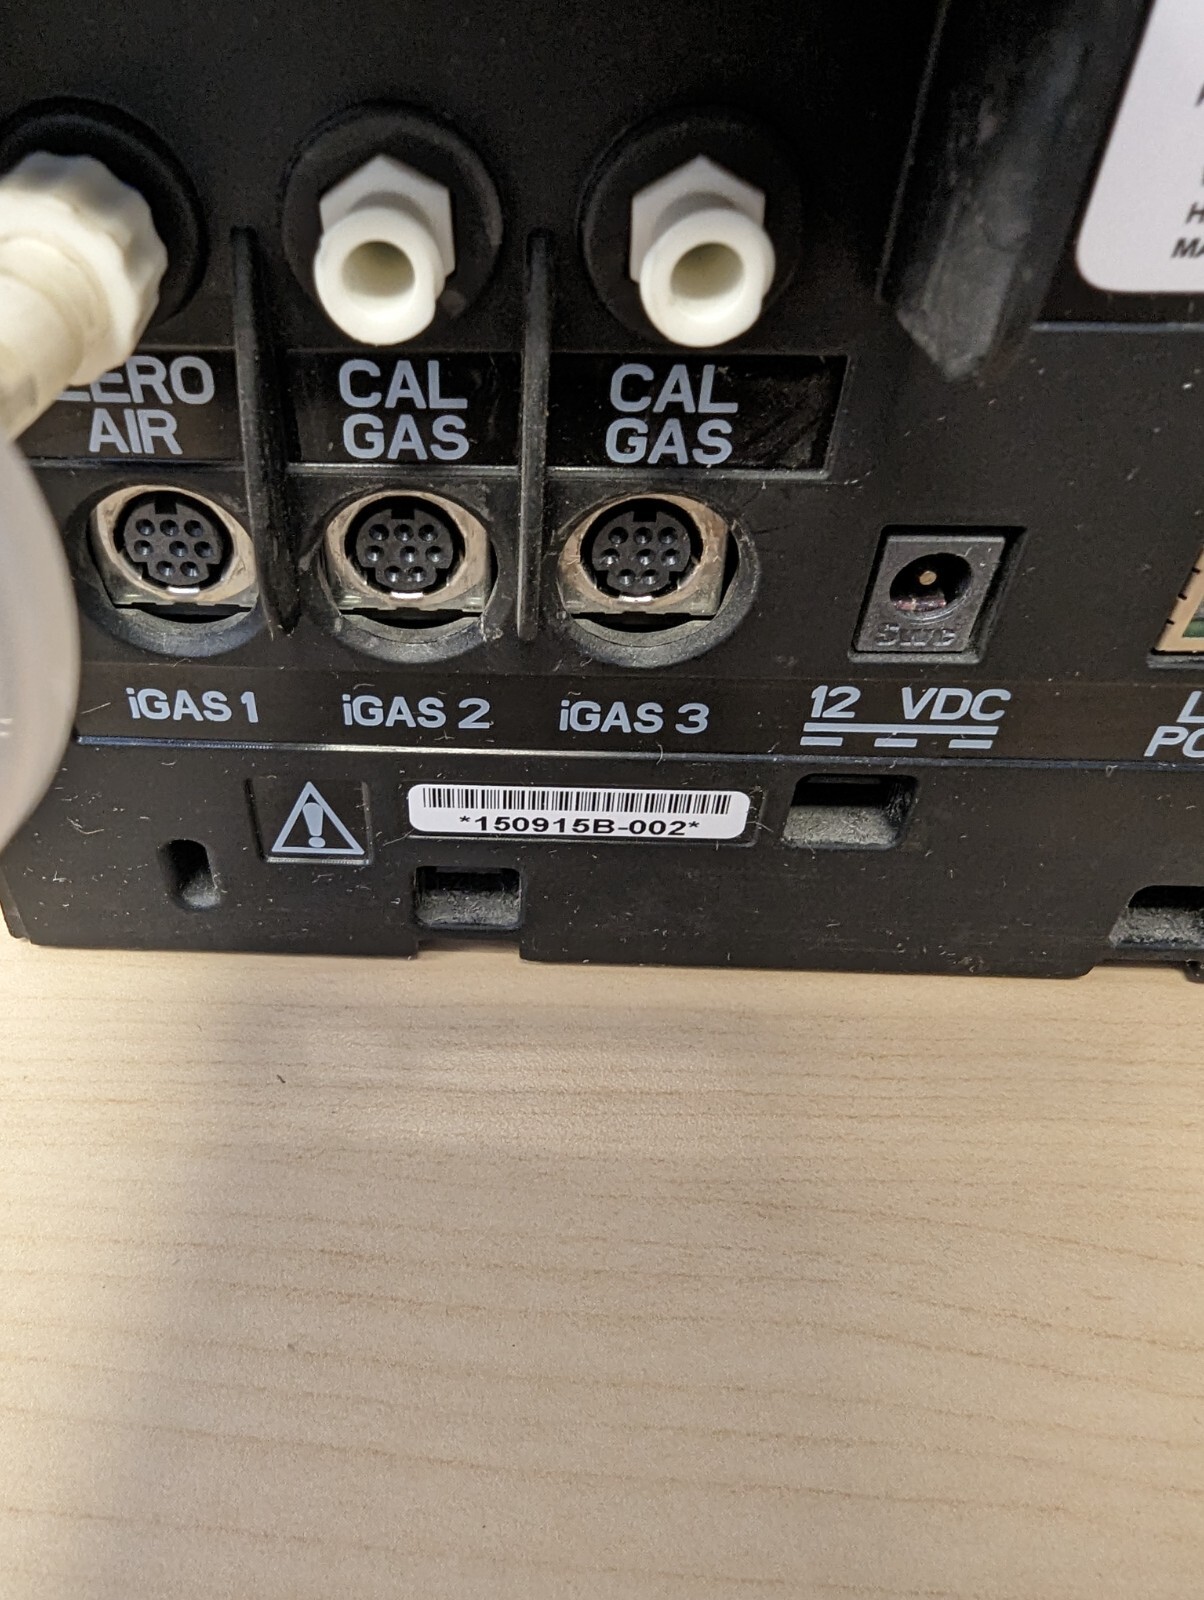 CAL
GAS
CAL
GAS
AIR
iGAS 1
iGAS 2
iGAS 3
12 VDC
*150915B-002*